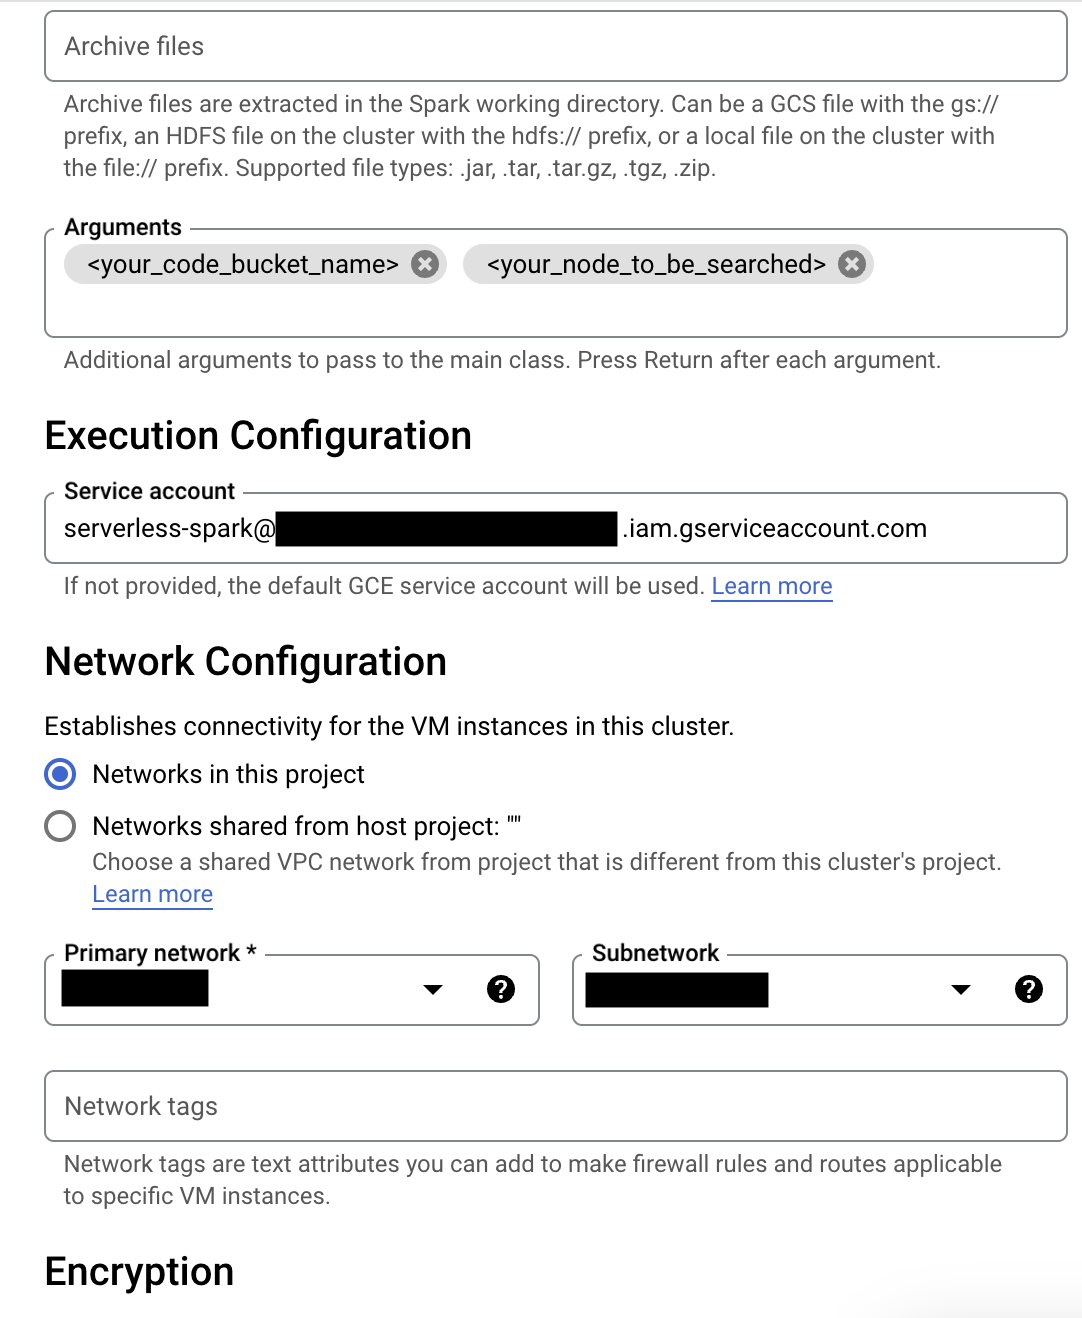 Archive files
Archive files are extracted in the Spark working directory. Can be a GCS file with the gs://
prefix, an HDFS file on the cluster with the hdfs:// prefix, or a local file on the cluster with
the file:// prefix. Supported file types: .jar, .tar, .tar.gz, .tgz, .zip.
Arguments
<your_code_bucket_name> <your_node_to_be_searched>
Additional arguments to pass to the main class. Press Return after each argument.
Execution Configuration
Service account
serverless-spark@ .iam.gserviceaccount.com
If not provided, the default GCE service account will be used. Learn more
Network Configuration
Establishes connectivity for the VM instances in this cluster.
Networks in this project
Networks shared from host project: ""
Choose a shared VPC network from project that is different from this cluster's project.
Learn more
Primary network * Subnetwork
Network tags
Network tags are text attributes you can add to make firewall rules and routes applicable
to specific VM instances.
Encryption